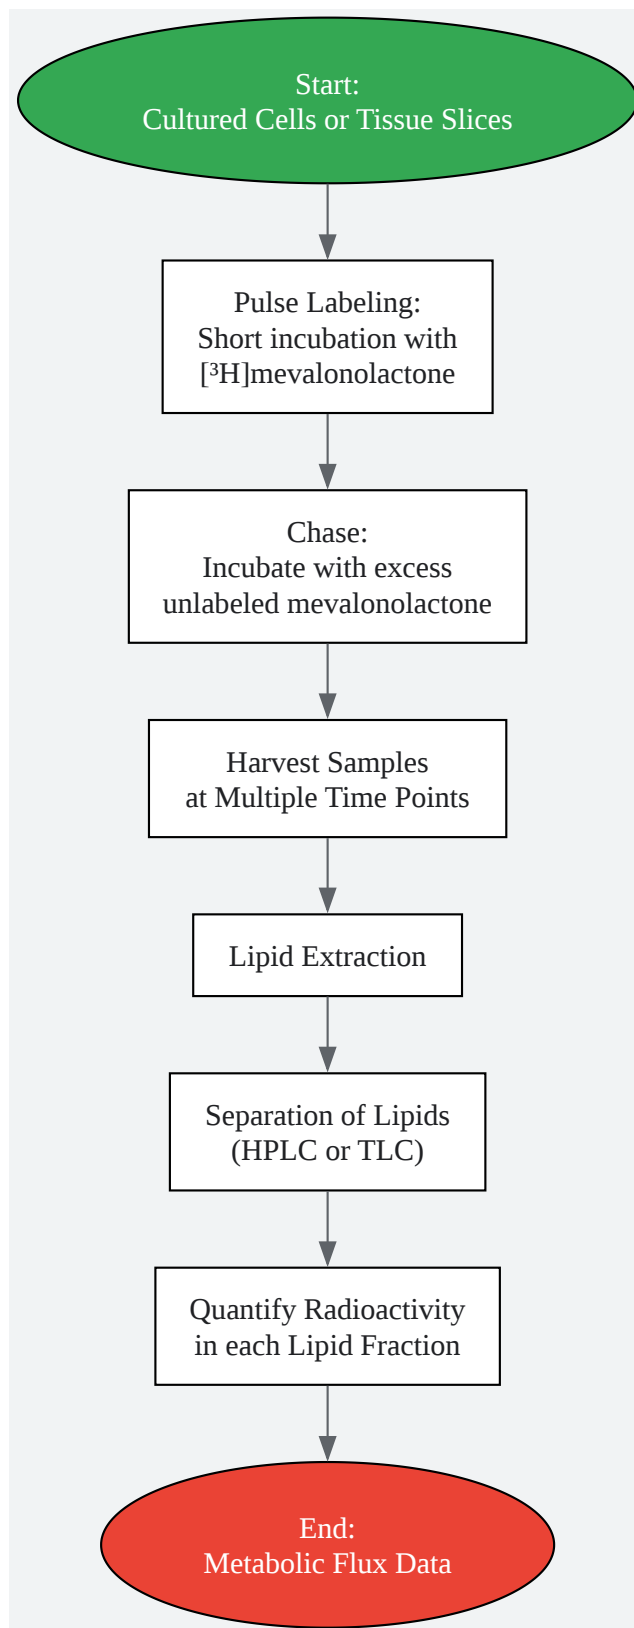 Start:
Cultured Cells or Tissue Slices
Pulse Labeling:
Short incubation with
[³H]mevalonolactone
Chase:
Incubate with excess
unlabeled mevalonolactone
Harvest Samples
at Multiple Time Points
Lipid Extraction
Separation of Lipids
(HPLC or TLC)
Quantify Radioactivity
in each Lipid Fraction
End:
Metabolic Flux Data